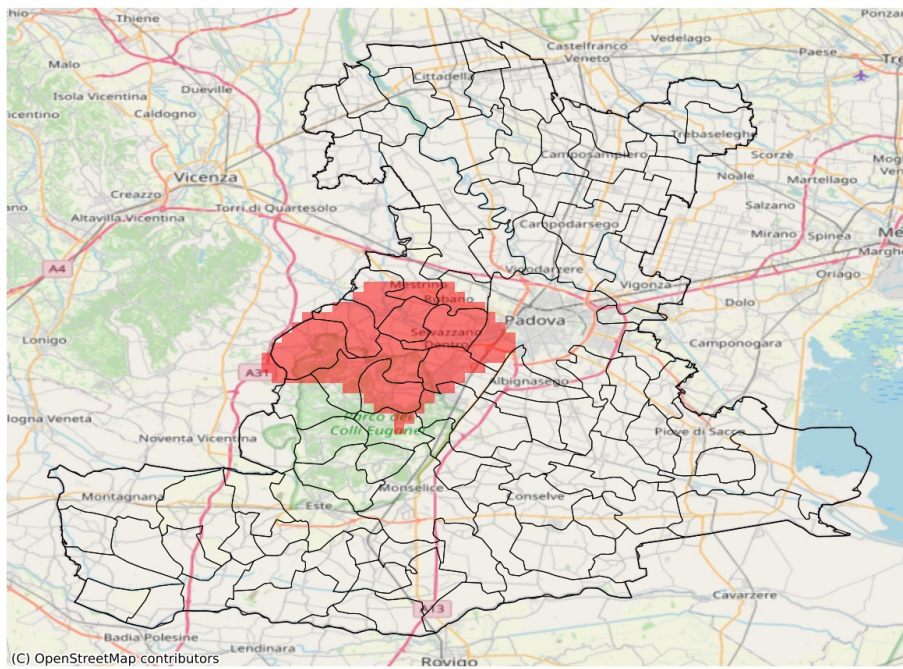 Thiene
Vedelago
Castelfranco
Veneto
Paese
Malo
Cittadella
Dueville
Isola Vicentina
Caldogno
Trebaseleghe
Camposampiero
Scorzè
Vicenza
Noale
Martellago
Creazzo
Altavilla Vicentina
Torri di Quartesolo
Salzano
Campodarsego
Mirano
Spinea
A4
Vigodarzere
Vigonza
Oriago
Mestrino
Rubano
Dolo
Padova
Selvazzano
Dentro
Lonigo
Camponogara
A31
Albignasego
Parco dei
Colli Euganei
Noventa Vicentina
Piove di Sacco
Montagnana
Monselice
Conselve
Este
Cavarzere
A13
Badia Polesine
Lendinara
Rovigo
(C) OpenStreetMap contributors